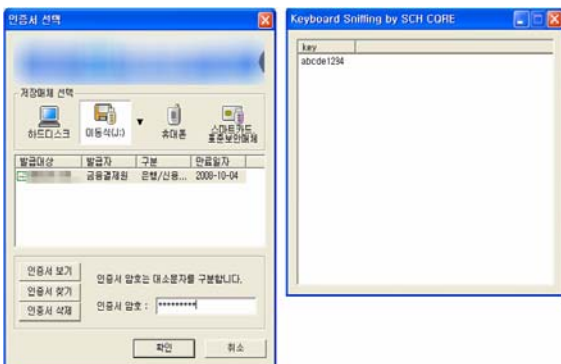 인증서 선택
저장매체 선택
하드디스크
이동식(J:)
휴대폰
스마트카드
표준보안매체
발급대상 발급자 구분 만료일자
금융결제원 은행/신용... 2008-10-04
인증서 보기
인증서 찾기
인증서 삭제
인증서 암호는 대소문자를 구분합니다.
인증서 암호 : *********
확인
취소
Keyboard Sniffing by SCH CORE
key
abcde1234